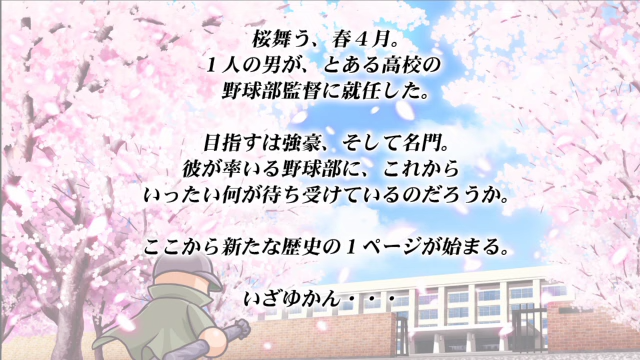 桜舞う、春４月。
１人の男が、とある高校の
野球部監督に就任した。
目指すは強豪、そして名門。
彼が率いる野球部に、これから
いったい何が待ち受けているのだろうか。
ここから新たな歴史の１ページが始まる。
いざゆかん・・・